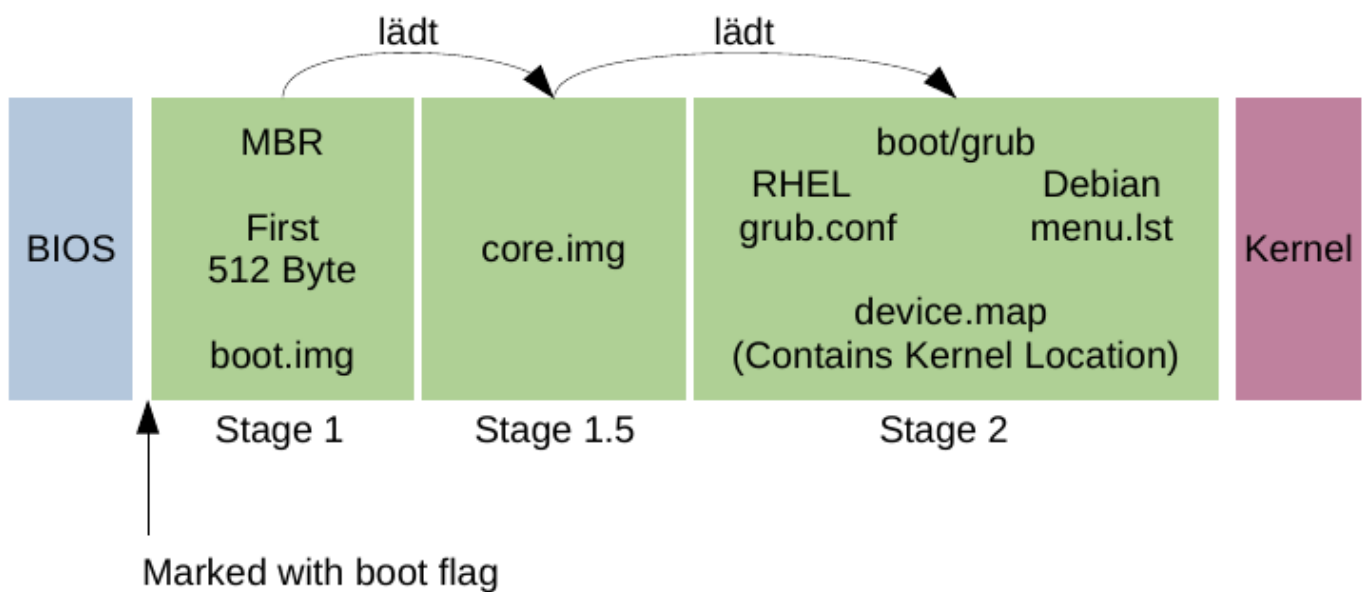 lädt
lädt
BIOS
MBR
First
512 Byte
boot.img
Stage 1
core.img
Stage 1.5
boot/grub
RHEL
grub.conf
Debian
menu.lst
device.map
(Contains Kernel Location)
Stage 2
Kernel
Marked with boot flag